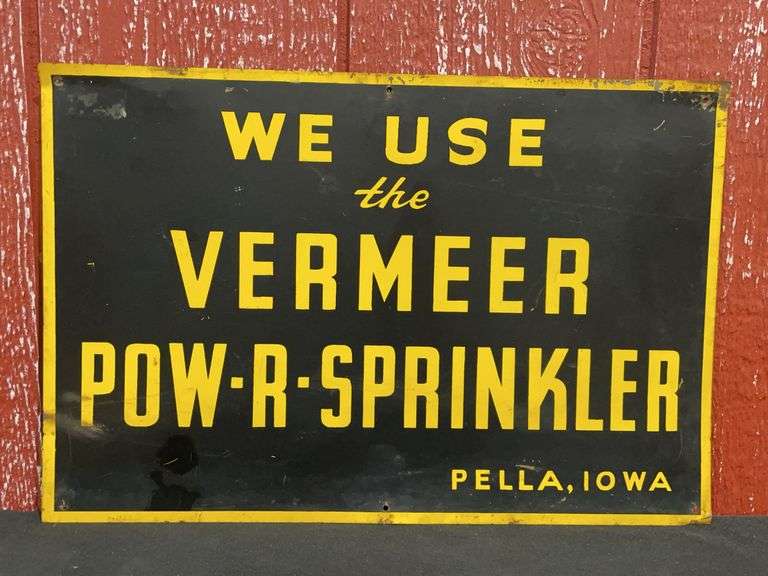 WE USE
the
VERMEER
POW-R-SPRINKLER
PELLA, IOWA